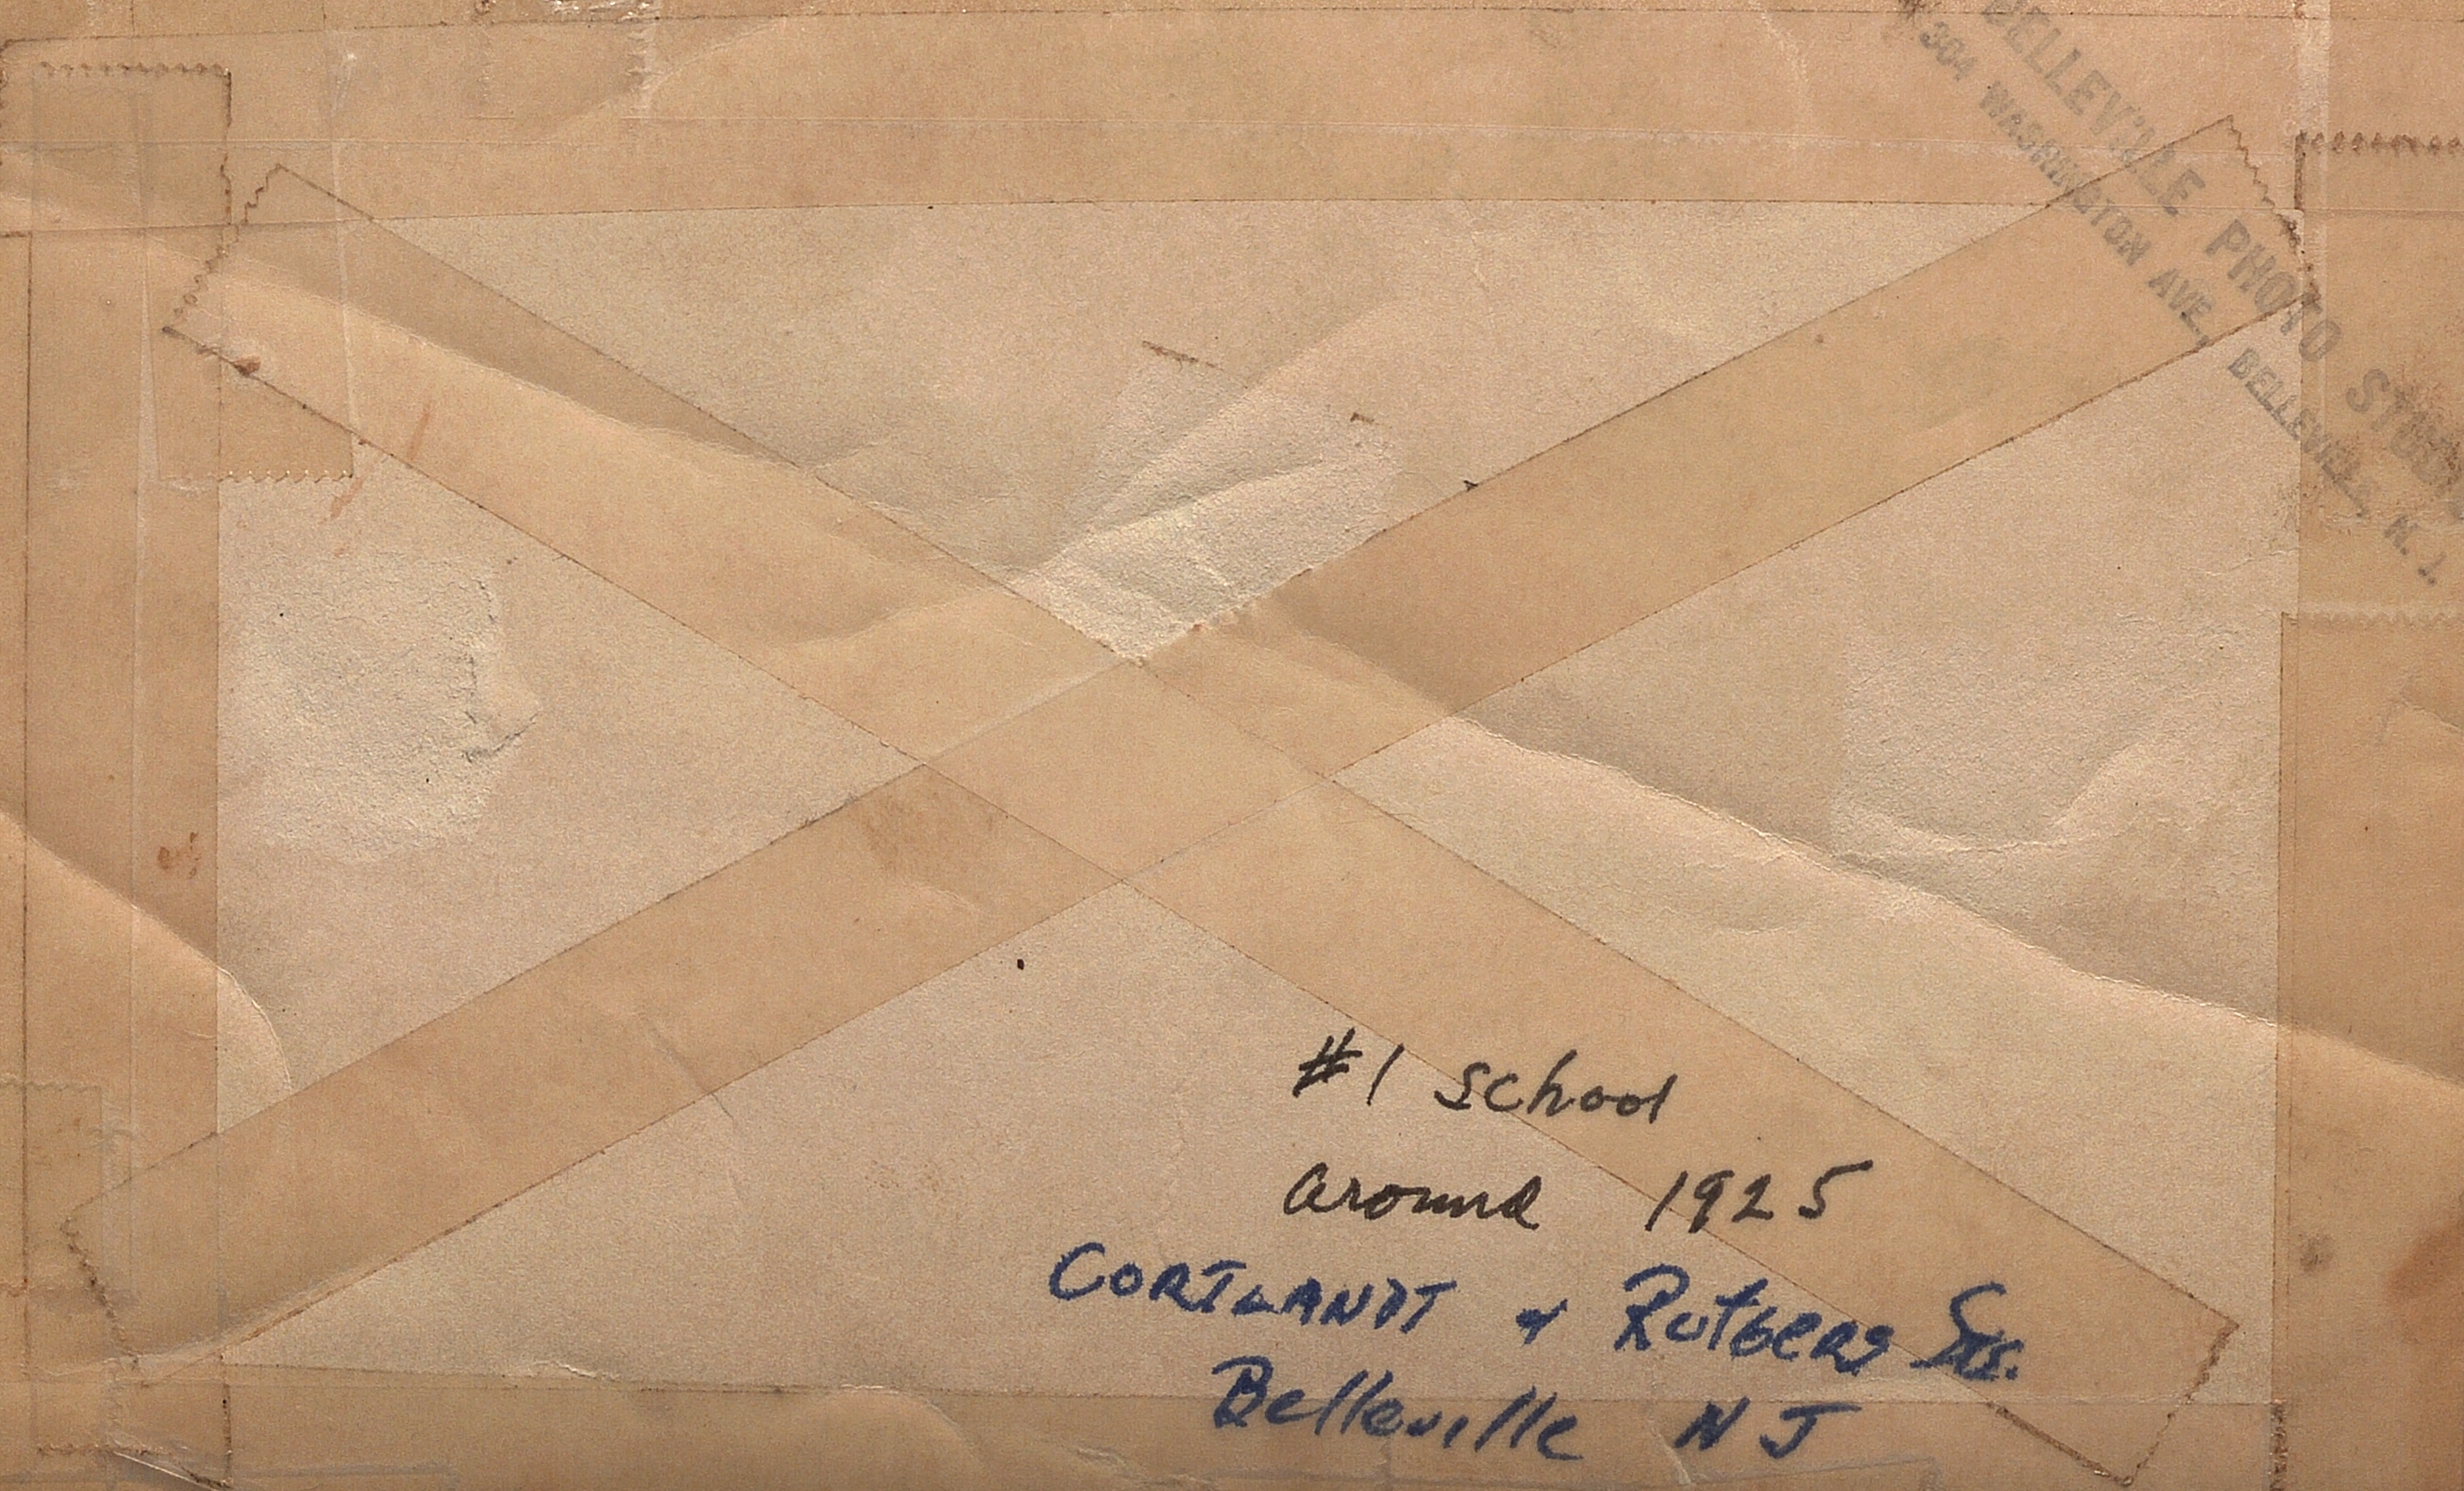 BELLEVILLE PHOTO STUDIO
304 WASHINGTON AVE., BELLEVILLE, N. J.
#1 school
around 1925
CORTLANDT & Rutgers Sts.
Belleville NJ